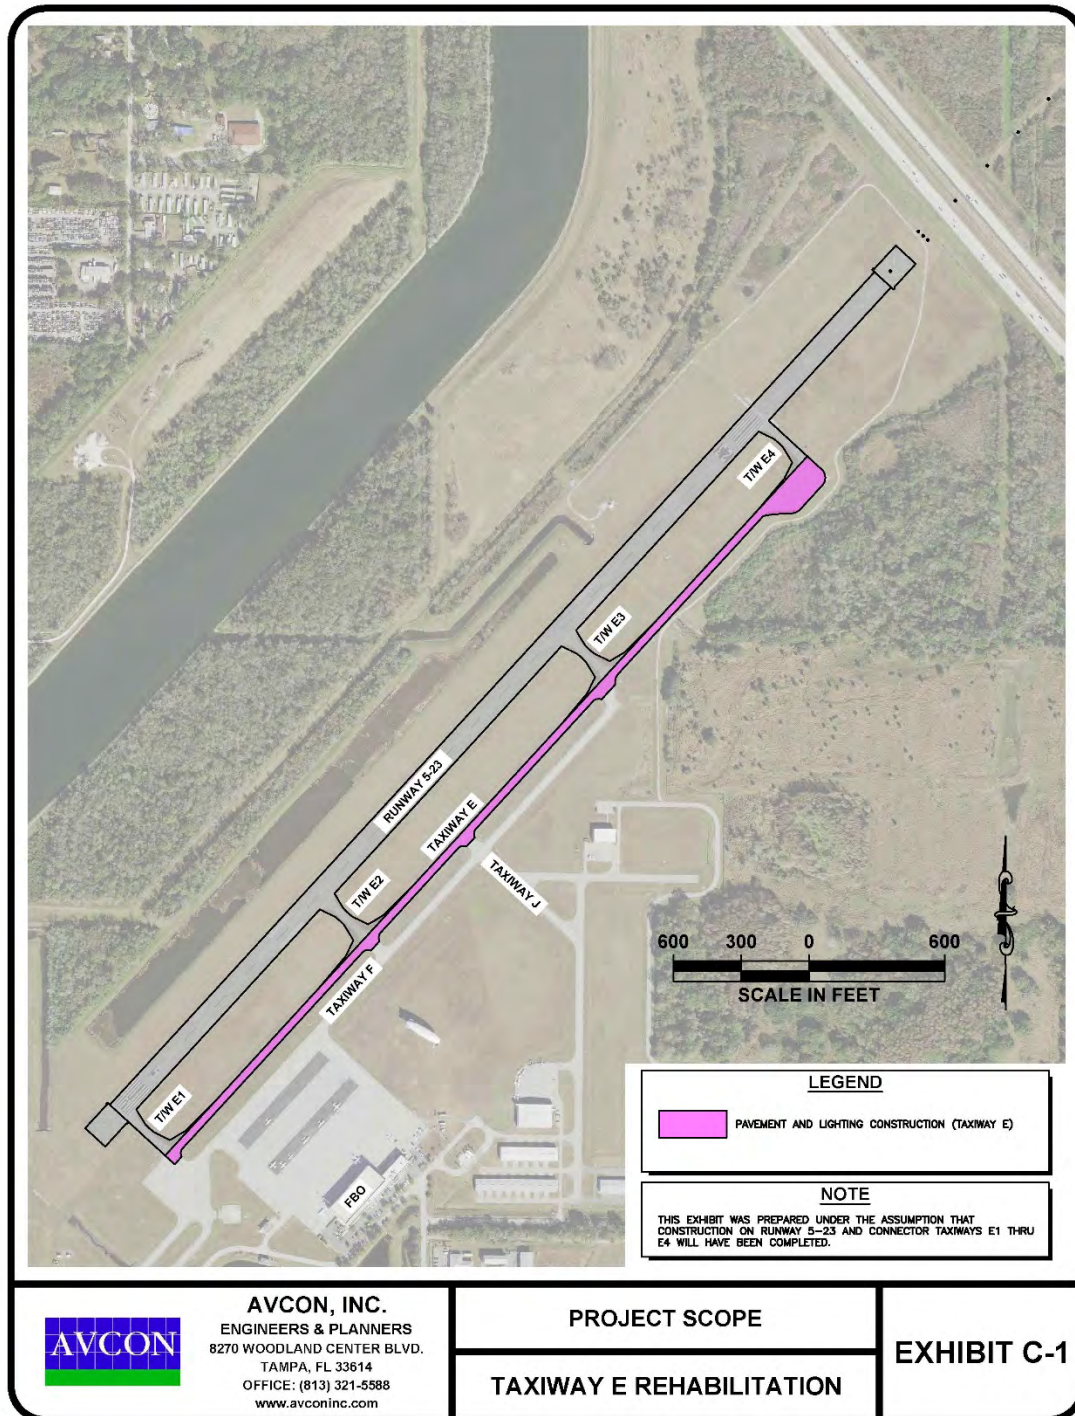 T/W E4
T/W E3
RUNWAY 5-23
TAXIWAY E
TAXIWAY J
T/W E2
TAXIWAY F
T/W E1
FBO
600 300 0 600
SCALE IN FEET
LEGEND
PAVEMENT AND LIGHTING CONSTRUCTION (TAXIWAY E)
NOTE
THIS EXHIBIT WAS PREPARED UNDER THE ASSUMPTION THAT
CONSTRUCTION ON RUNWAY 5-23 AND CONNECTOR TAXIWAYS E1 THRU
E4 WILL HAVE BEEN COMPLETED.
AVCON
AVCON, INC.
ENGINEERS & PLANNERS
8270 WOODLAND CENTER BLVD.
TAMPA, FL 33614
OFFICE: (813) 321-5588
www.avconinc.com
PROJECT SCOPE
TAXIWAY E REHABILITATION
EXHIBIT C-1